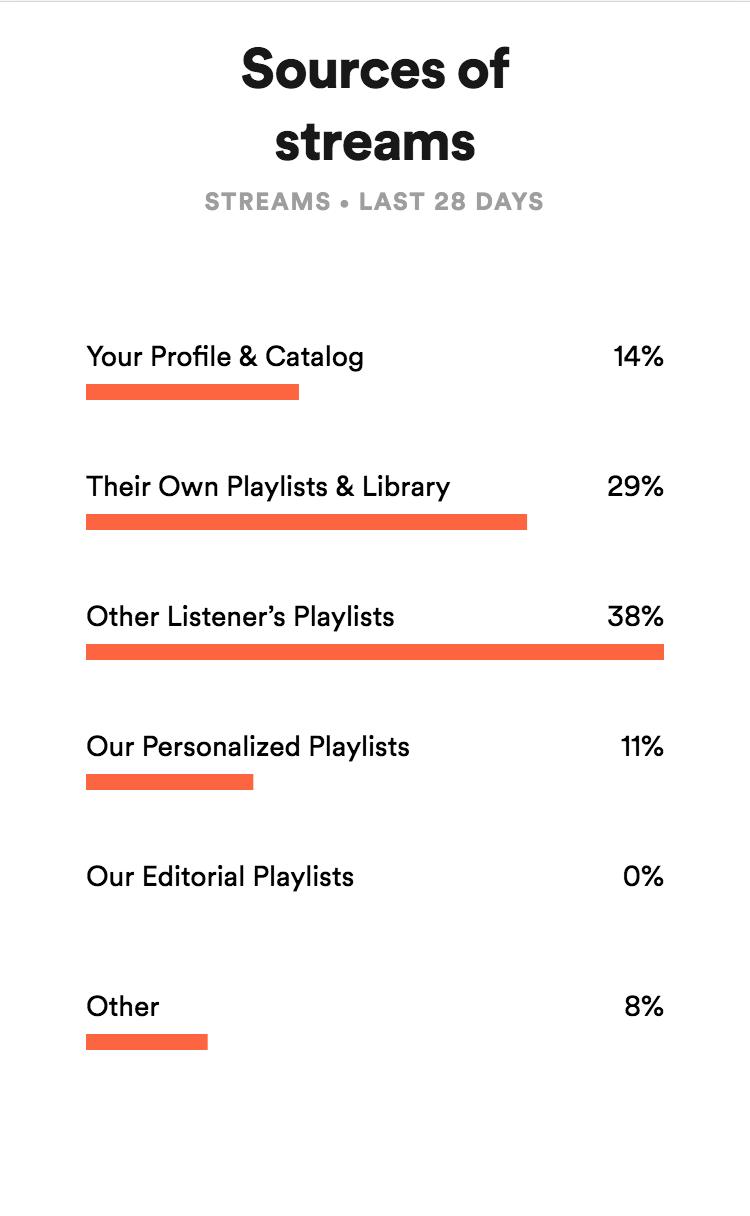 Sources of
streams
STREAMS • LAST 28 DAYS
Your Profile & Catalog 14%
Their Own Playlists & Library 29%
Other Listener’s Playlists 38%
Our Personalized Playlists 11%
Our Editorial Playlists 0%
Other 8%